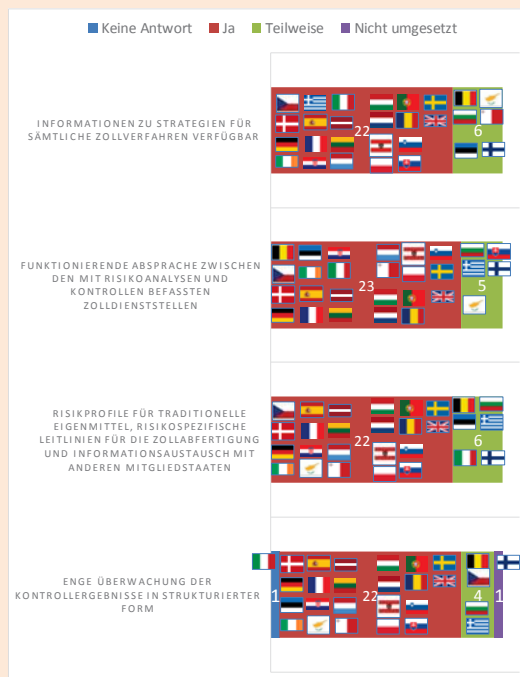 Keine Antwort Ja Teilweise Nicht umgesetzt
INFORMATIONEN ZU STRATEGIEN FÜR
SÄMTLICHE ZOLLVERFAHREN VERFÜGBAR
22 6
FUNKTIONIERENDE ABSPRACHE ZWISCHEN
DEN MIT RISIKOANALYSEN UND
KONTROLLEN BEFASSTEN
ZOLLDIENSTSTELLEN
23 5
RISIKPROFILE FÜR TRADITIONELLE
EIGENMITTEL, RISIKOSPEZIFISCHE
LEITLINIEN FÜR DIE ZOLLABFERTIGUNG
UND INFORMATIONSAUSTAUSCH MIT
ANDEREN MITGLIEDSTAATEN
22 6
ENGE ÜBERWACHUNG DER
KONTROLLERGEBNISSE IN STRUKTURIERTER
FORM
1 22 4 1